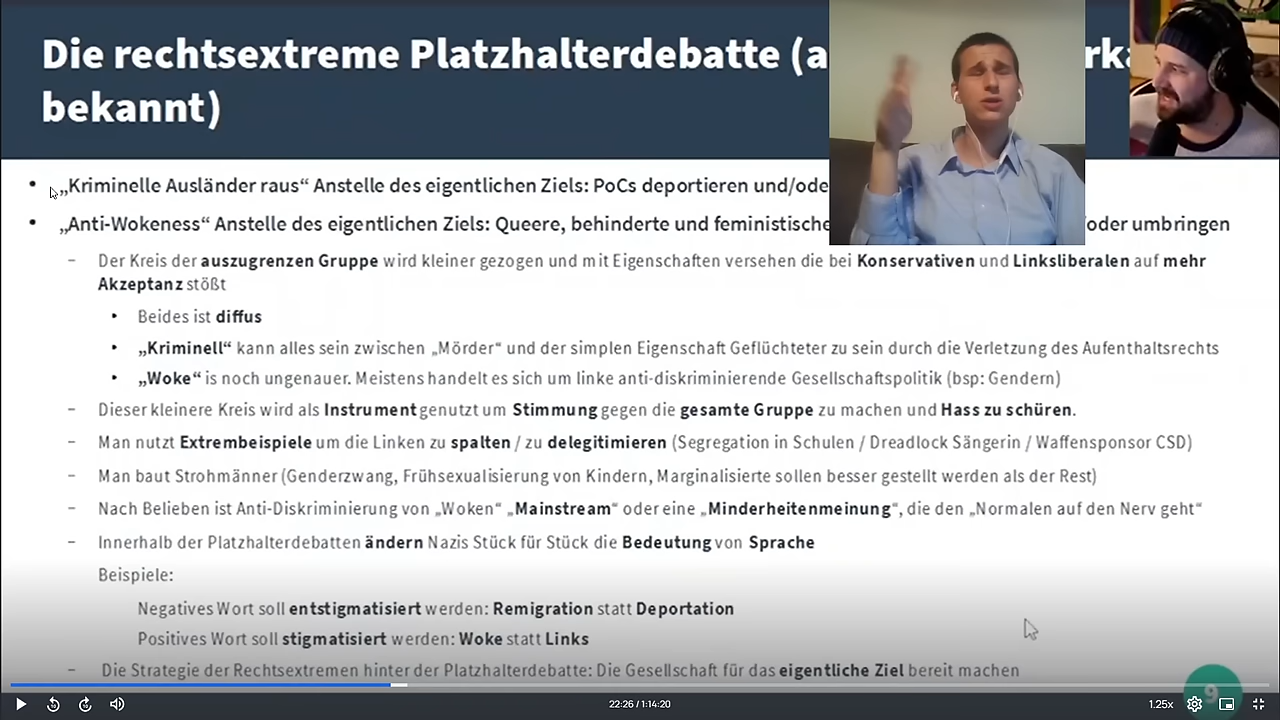 Die rechtsextreme Platzhalterdebatte (a
bekannt)
• „Kriminelle Ausländer raus“ Anstelle des eigentlichen Ziels: PoCs deportieren und/ode
• „Anti-Wokeness“ Anstelle des eigentlichen Ziels: Queere, behinderte und feministische /oder umbringen
– Der Kreis der auszugrenzen Gruppe wird kleiner gezogen und mit Eigenschaften versehen die bei Konservativen und Linksliberalen auf mehr
Akzeptanz stößt
• Beides ist diffus
• „Kriminell“ kann alles sein zwischen „Mörder“ und der simplen Eigenschaft Geflüchteter zu sein durch die Verletzung des Aufenthaltsrechts
• „Woke“ is noch ungenauer. Meistens handelt es sich um linke anti-diskriminierende Gesellschaftspolitik (bsp: Gendern)
– Dieser kleinere Kreis wird als Instrument genutzt um Stimmung gegen die gesamte Gruppe zu machen und Hass zu schüren.
– Man nutzt Extrembeispiele um die Linken zu spalten / zu delegitimieren (Segregation in Schulen / Dreadlock Sängerin / Waffensponsor CSD)
– Man baut Strohmänner (Genderzwang, Frühsexualisierung von Kindern, Marginalisierte sollen besser gestellt werden als der Rest)
– Nach Belieben ist Anti-Diskriminierung von „Woken“ „Mainstream“ oder eine „Minderheitenmeinung“, die den „Normalen auf den Nerv geht“
– Innerhalb der Platzhalterdebatten ändern Nazis Stück für Stück die Bedeutung von Sprache
Beispiele:
Negatives Wort soll entstigmatisiert werden: Remigration statt Deportation
Positives Wort soll stigmatisiert werden: Woke statt Links
– Die Strategie der Rechtsextremen hinter der Platzhalterdebatte: Die Gesellschaft für das eigentliche Ziel bereit machen
9
22:26 / 1:14:20
1.25x